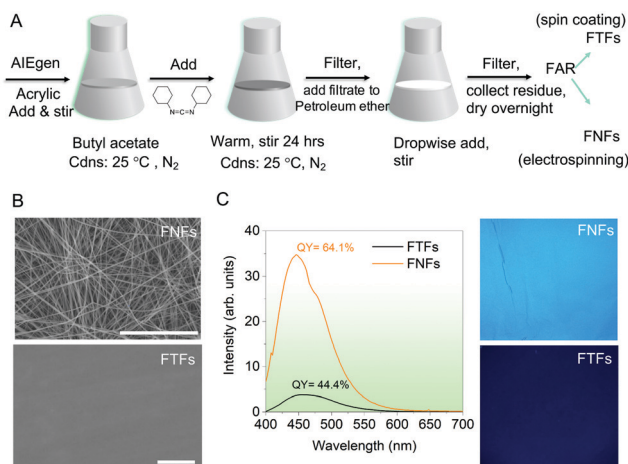 A
AIEgen
Acrylic
Add & stir
Butyl acetate
Cdns: 25 °C , N₂
Add
N=C=N
Warm, stir 24 hrs
Cdns: 25 °C, N₂
Filter,
add filtrate to
Petroleum ether
Dropwise add,
stir
Filter,
collect residue,
dry overnight
(spin coating)
FTFs
FAR
FNFs
(electrospinning)
B
FNFs
FTFs
C
Intensity (arb. units)
40
30
20
10
0
QY= 64.1%
FTFs
FNFs
QY= 44.4%
400 450 500 550 600 650 700
Wavelength (nm)
FNFs
FTFs